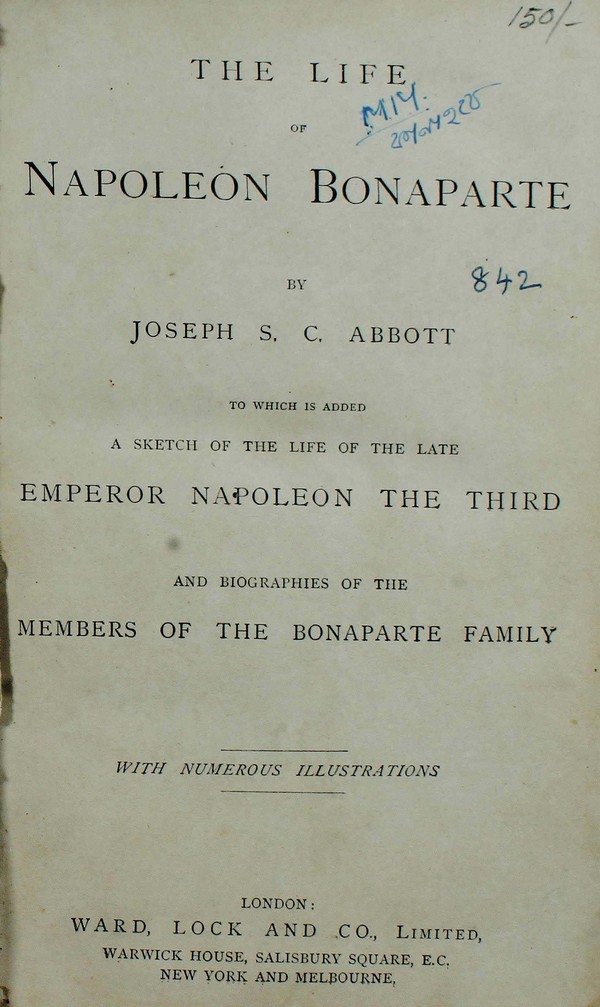 150/-
THE LIFE
OF
NAPOLEON BONAPARTE
BY
842
JOSEPH S. C. ABBOTT
TO WHICH IS ADDED
A SKETCH OF THE LIFE OF THE LATE
EMPEROR NAPOLEON THE THIRD
AND BIOGRAPHIES OF THE
MEMBERS OF THE BONAPARTE FAMILY
WITH NUMEROUS ILLUSTRATIONS
LONDON:
WARD, LOCK AND CO., LIMITED,
WARWICK HOUSE, SALISBURY SQUARE, E.C.
NEW YORK AND MELBOURNE.